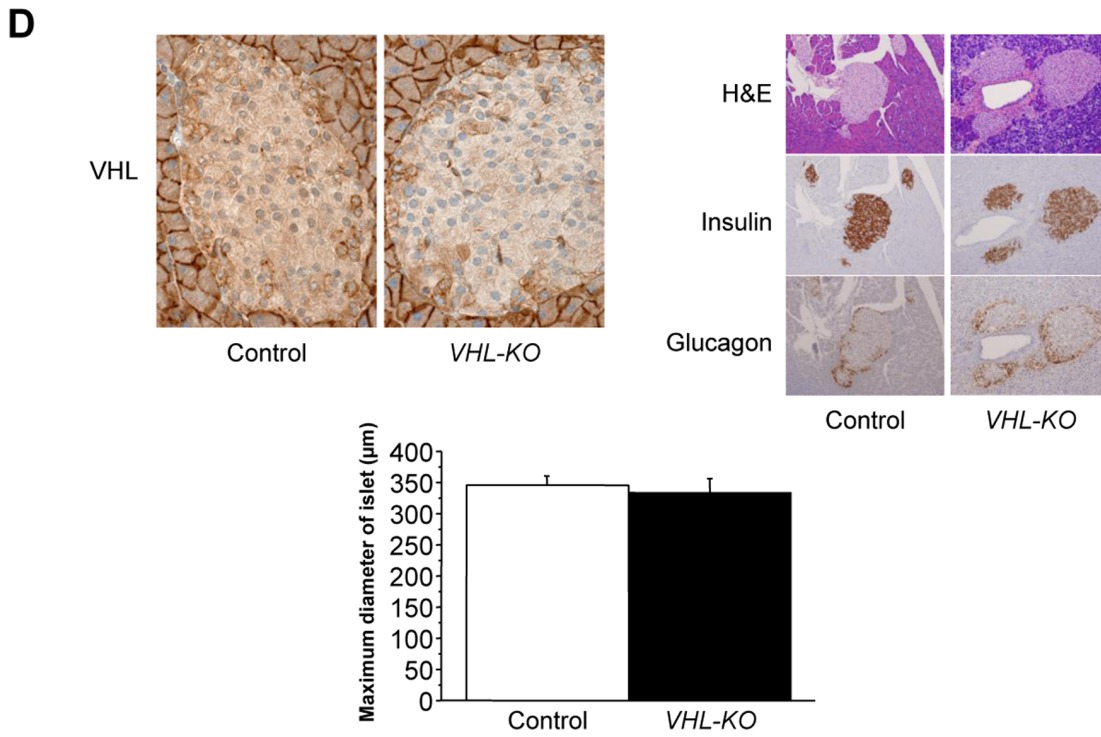 D
VHL
Control
VHL-KO
H&E
Insulin
Glucagon
Control
VHL-KO
Maximum diameter of islet (µm)
400
350
300
250
200
150
100
50
0
Control
VHL-KO